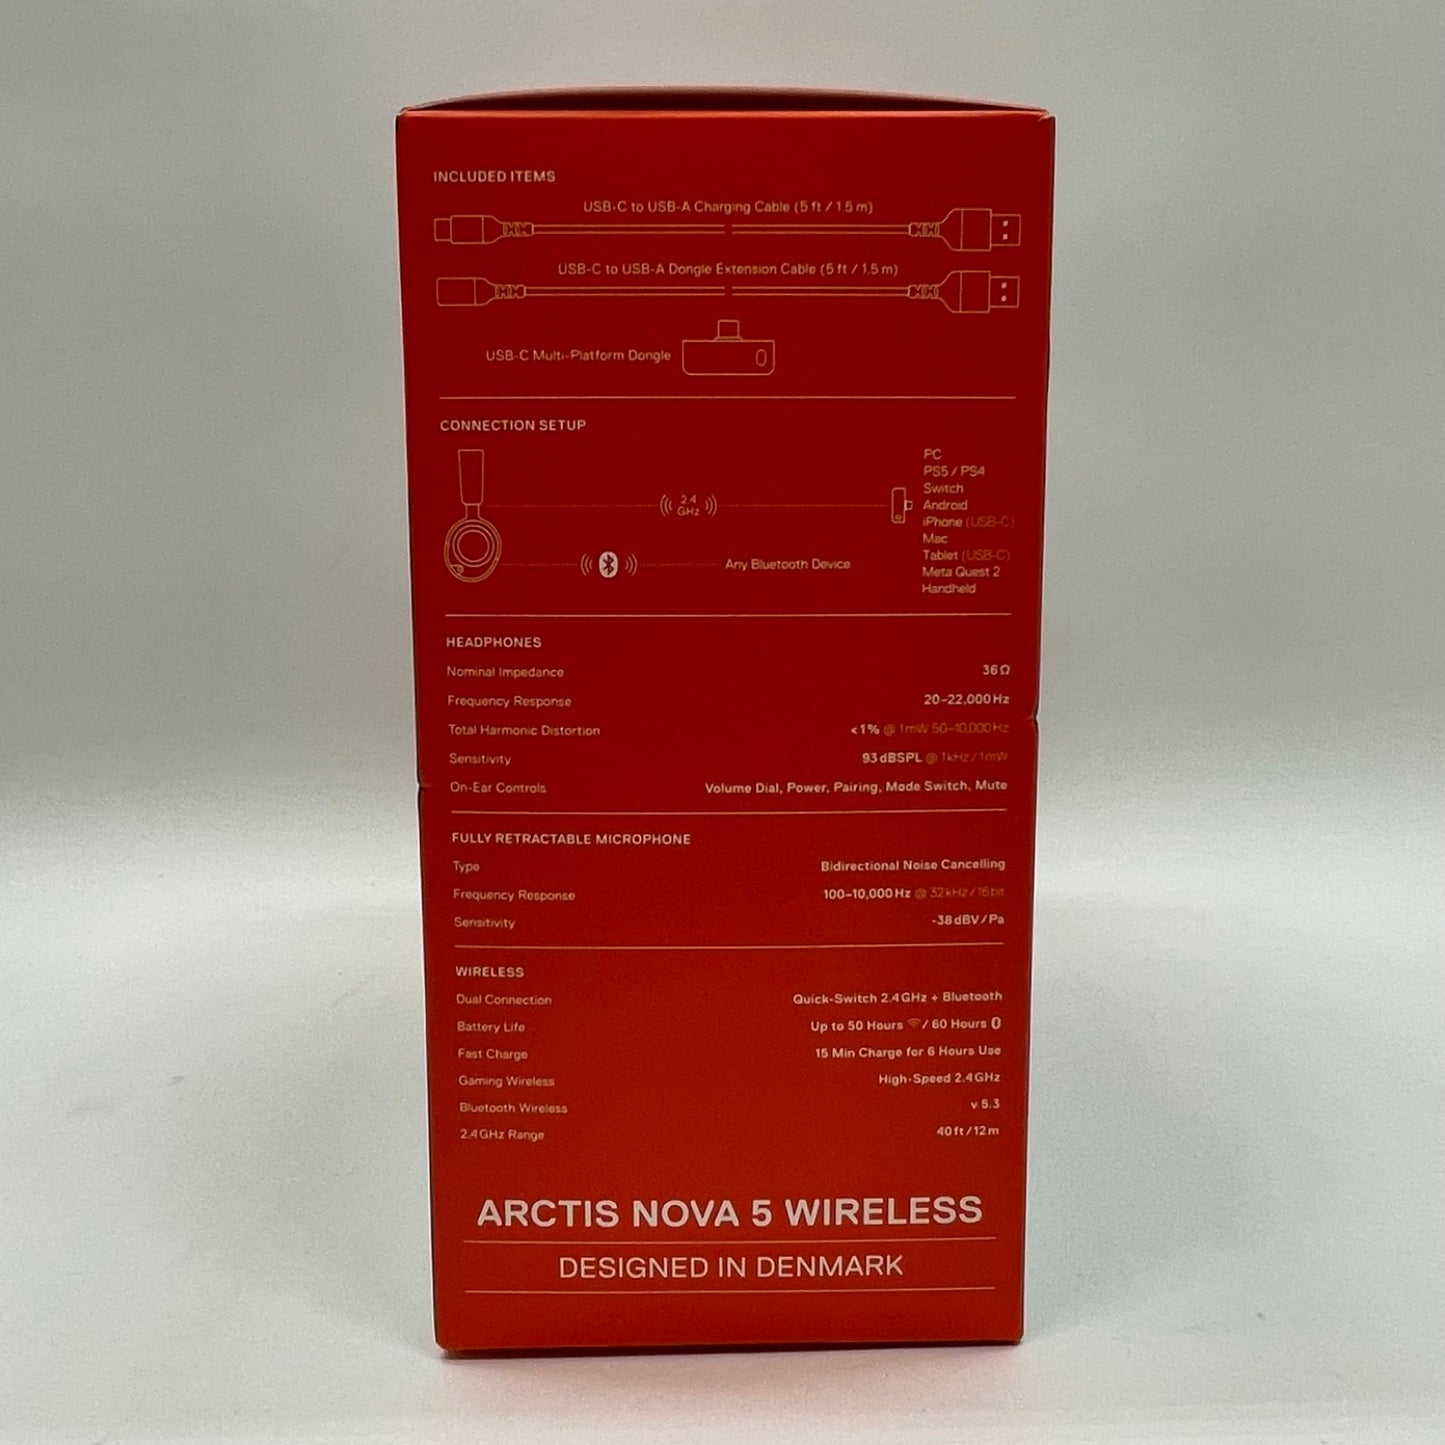 INCLUDED ITEMS
USB-C to USB-A Charging Cable (5 ft / 1.5 m)
USB-C to USB-A Dongle Extension Cable (5 ft / 1.5 m)
USB-C Multi-Platform Dongle
CONNECTION SETUP
2.4
GHz
Any Bluetooth Device
PC
PS5 / PS4
Switch
Android
iPhone (USB-C)
Mac
Tablet (USB-C)
Meta Quest 2
Handheld
HEADPHONES
Nominal Impedance 36 Ω
Frequency Response 20–22,000 Hz
Total Harmonic Distortion <1% @ 1mW 50–10,000 Hz
Sensitivity 93 dBSPL @ 1kHz / 1mW
On-Ear Controls Volume Dial, Power, Pairing, Mode Switch, Mute
FULLY RETRACTABLE MICROPHONE
Type Bidirectional Noise Cancelling
Frequency Response 100–10,000 Hz @ 32kHz / 16bit
Sensitivity -38 dBV / Pa
WIRELESS
Dual Connection Quick-Switch 2.4 GHz + Bluetooth
Battery Life Up to 50 Hours / 60 Hours
Fast Charge 15 Min Charge for 6 Hours Use
Gaming Wireless High-Speed 2.4 GHz
Bluetooth Wireless v 5.3
2.4 GHz Range 40 ft / 12 m
ARCTIS NOVA 5 WIRELESS
DESIGNED IN DENMARK